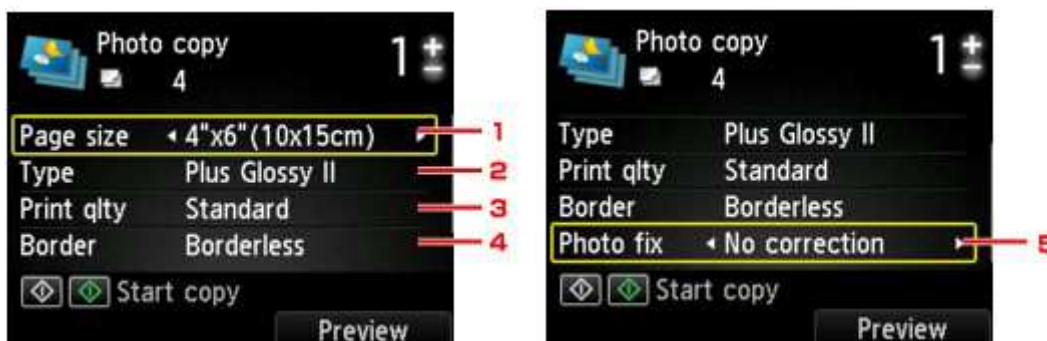 Photo copy
4
1 + -
Page size 4"x6"(10x15cm) 1
Type Plus Glossy II 2
Print qlty Standard 3
Border Borderless 4
Start copy
Preview
Photo copy
4
1 + -
Type Plus Glossy II
Print qlty Standard
Border Borderless
Photo fix No correction 5
Start copy
Preview